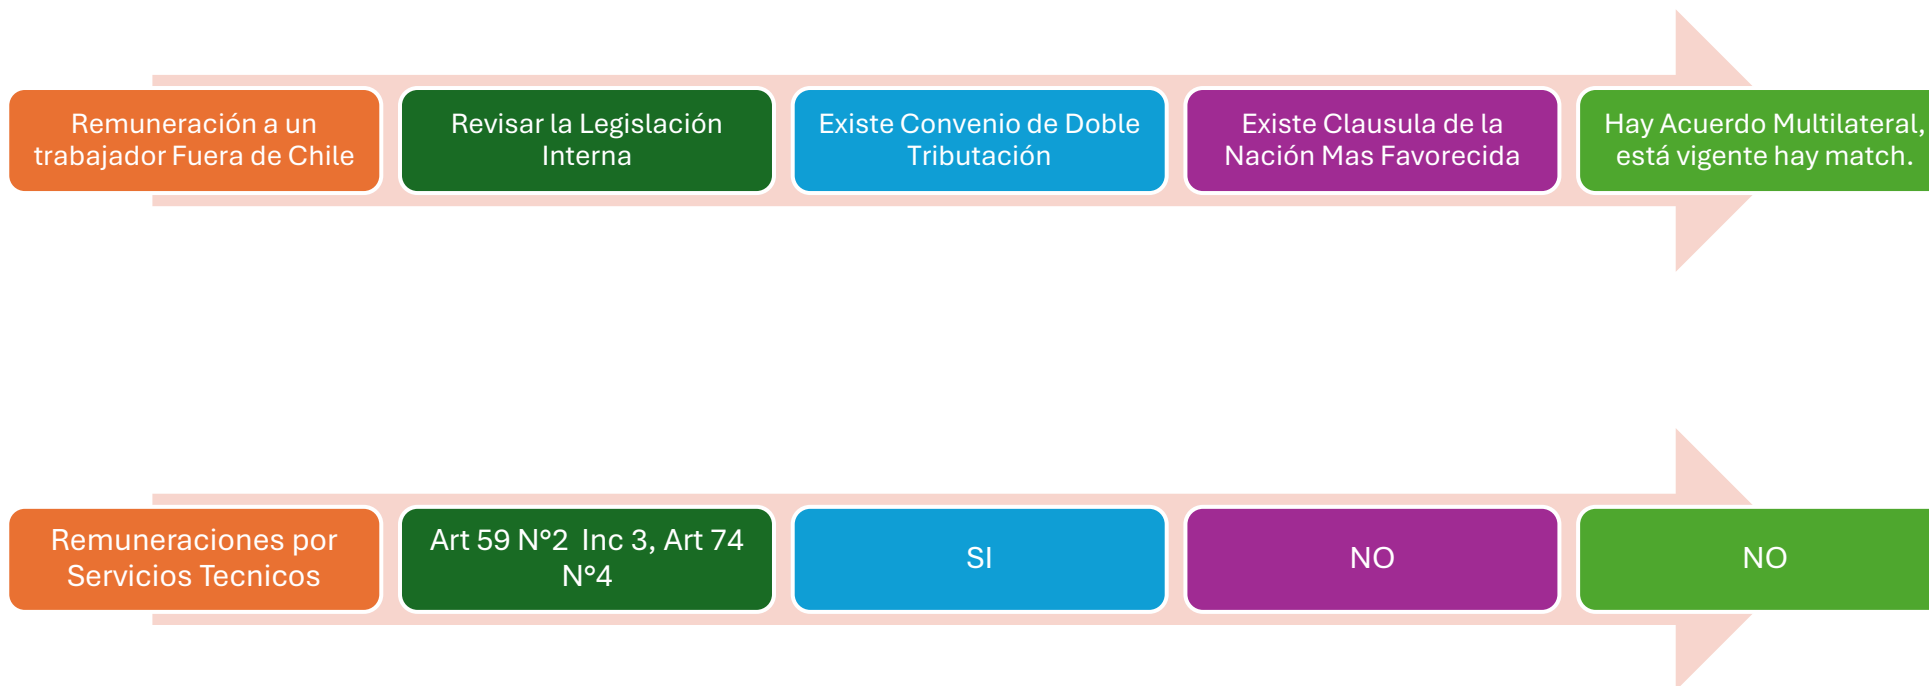 Remuneración a un
trabajador Fuera de Chile
Revisar la Legislación
Interna
Existe Convenio de Doble
Tributación
Existe Clausula de la
Nación Mas Favorecida
Hay Acuerdo Multilateral,
está vigente hay match.
Remuneraciones por
Servicios Tecnicos
Art 59 N°2 Inc 3, Art 74
N°4
SI
NO
NO